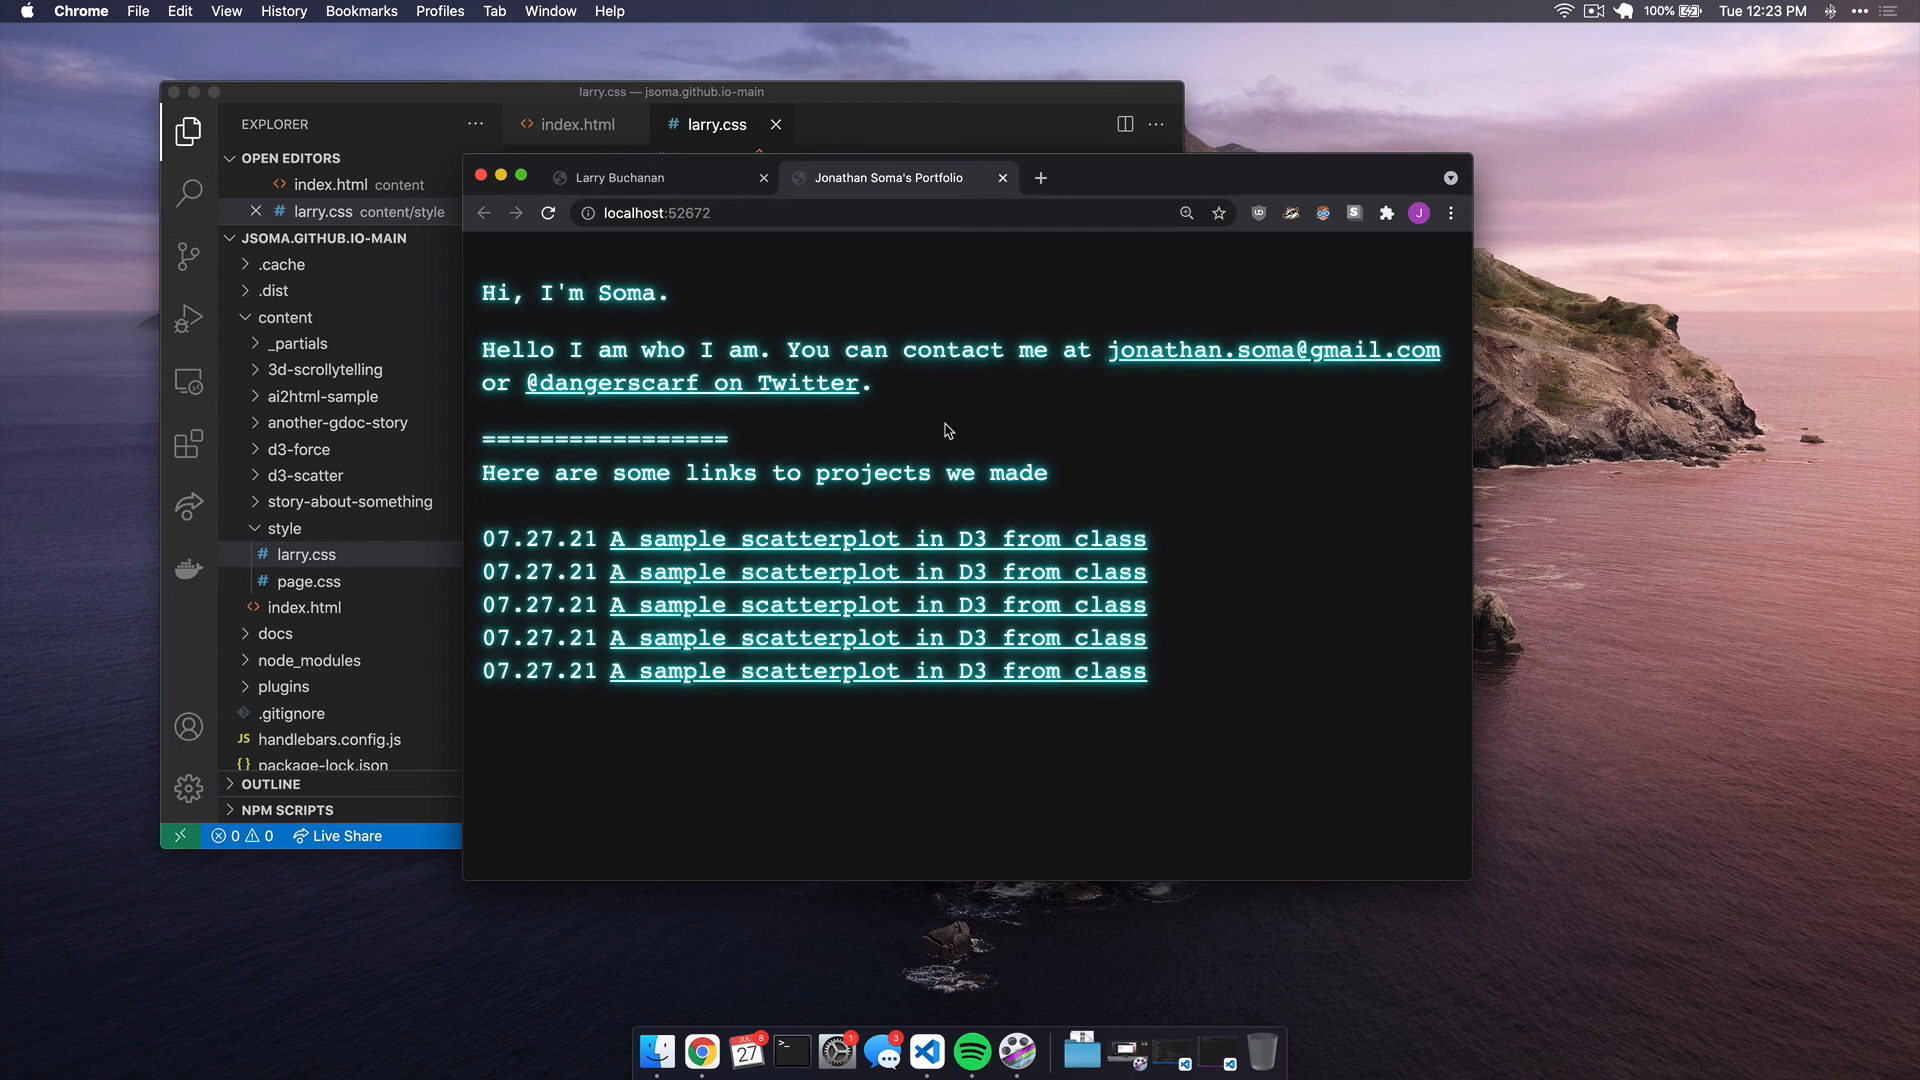 Chrome File Edit View History Bookmarks Profiles Tab Window Help 100% Tue 12:23 PM
larry.css — jsoma.github.io-main
EXPLORER
index.html
larry.css
OPEN EDITORS
index.html content
larry.css content/style
JSOMA.GITHUB.IO-MAIN
.cache
.dist
content
_partials
3d-scrollytelling
ai2html-sample
another-gdoc-story
d3-force
d3-scatter
story-about-something
style
larry.css
page.css
index.html
docs
node_modules
plugins
.gitignore
JS handlebars.config.js
{} package-lock.json
OUTLINE
NPM SCRIPTS
0 0 Live Share
Larry Buchanan
Jonathan Soma's Portfolio
localhost:52672
UD
S
J
Hi, I'm Soma.
Hello I am who I am. You can contact me at jonathan.soma@gmail.com
or @dangerscarf on Twitter.
=================
Here are some links to projects we made
07.27.21 A sample scatterplot in D3 from class
07.27.21 A sample scatterplot in D3 from class
07.27.21 A sample scatterplot in D3 from class
07.27.21 A sample scatterplot in D3 from class
07.27.21 A sample scatterplot in D3 from class
JUL
27
8
>_
1
3